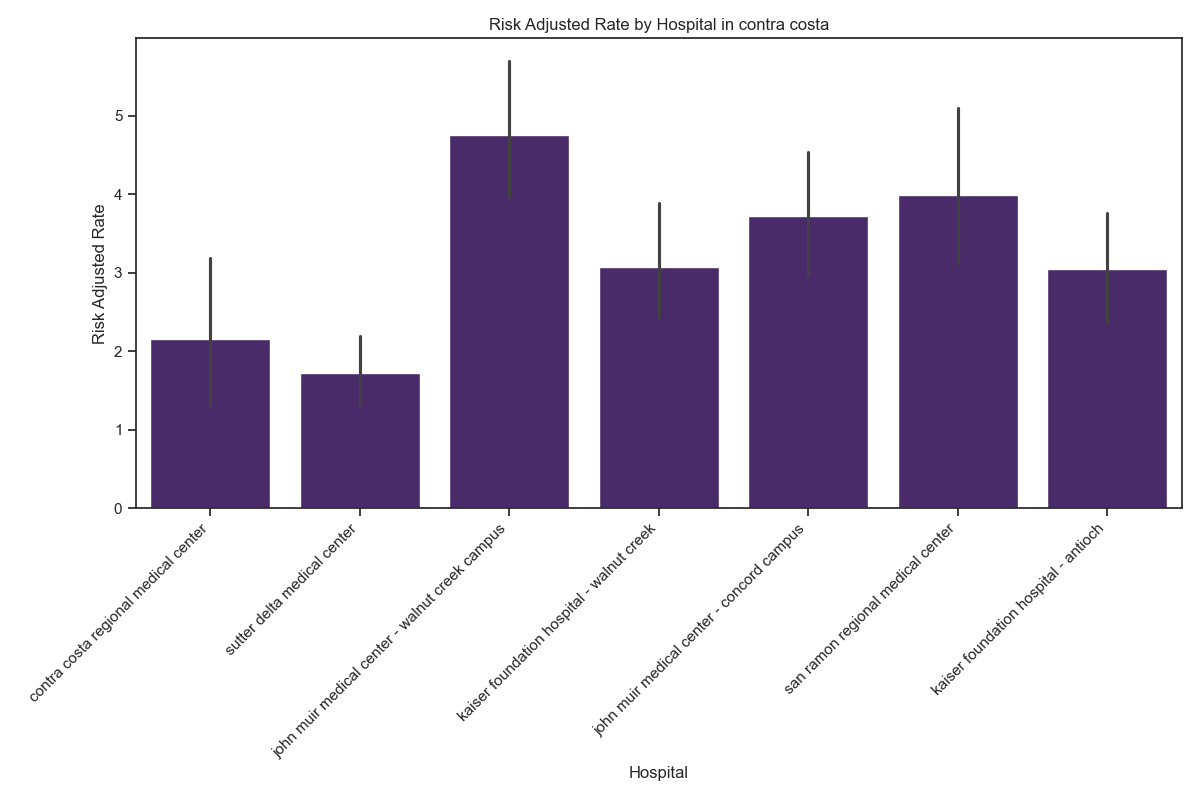 Risk Adjusted Rate by Hospital in contra costa
Risk Adjusted Rate
5
4
3
2
1
0
contra costa regional medical center
sutter delta medical center
john muir medical center - walnut creek campus
kaiser foundation hospital - walnut creek
john muir medical center - concord campus
san ramon regional medical center
kaiser foundation hospital - antioch
Hospital